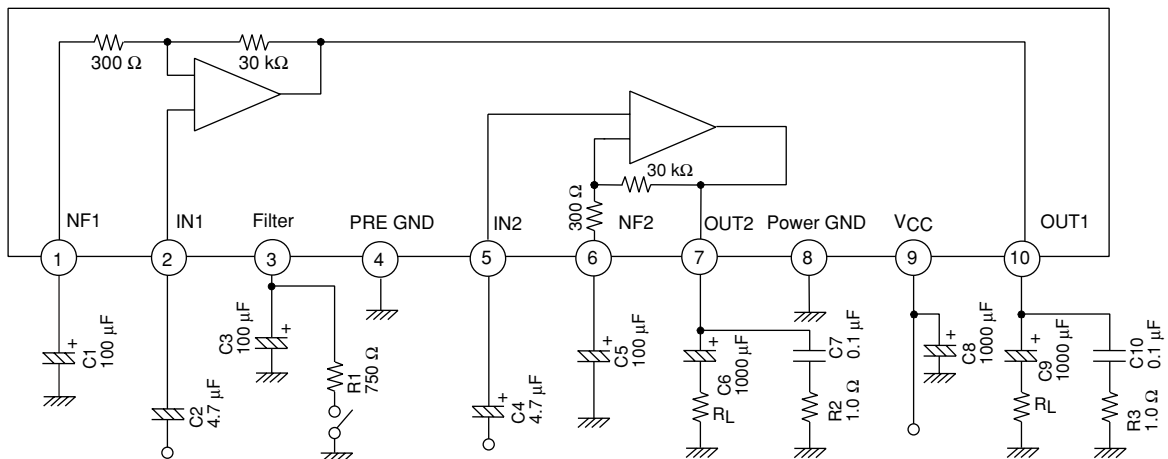 300 Ω
30 kΩ
30 kΩ
300 Ω
NF1
IN1
Filter
PRE GND
IN2
NF2
OUT2
Power GND
VCC
OUT1
1
2
3
4
5
6
7
8
9
10
C1
100 µF
C2
4.7 µF
C3
100 µF
R1
750 Ω
C4
4.7 µF
C5
100 µF
C6
1000 µF
RL
C7
0.1 µF
R2
1.0 Ω
C8
1000 µF
C9
1000 µF
RL
C10
0.1 µF
R3
1.0 Ω
+
+
+
+
+
+
+